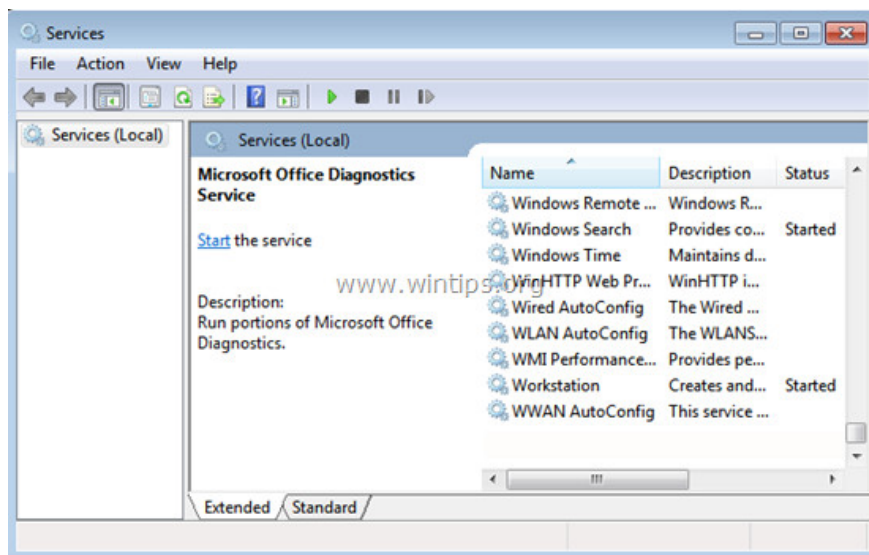 Services
File Action View Help
Services (Local)
Services (Local)
Microsoft Office Diagnostics
Service
Start the service
Description:
Run portions of Microsoft Office
Diagnostics.
Name Description Status
Windows Remote ... Windows R...
Windows Search Provides co... Started
Windows Time Maintains d...
WinHTTP Web Pr... WinHTTP i...
Wired AutoConfig The Wired ...
WLAN AutoConfig The WLANS...
WMI Performance... Provides pe...
Workstation Creates and... Started
WWAN AutoConfig This service ...
www.wintips.org
Extended Standard